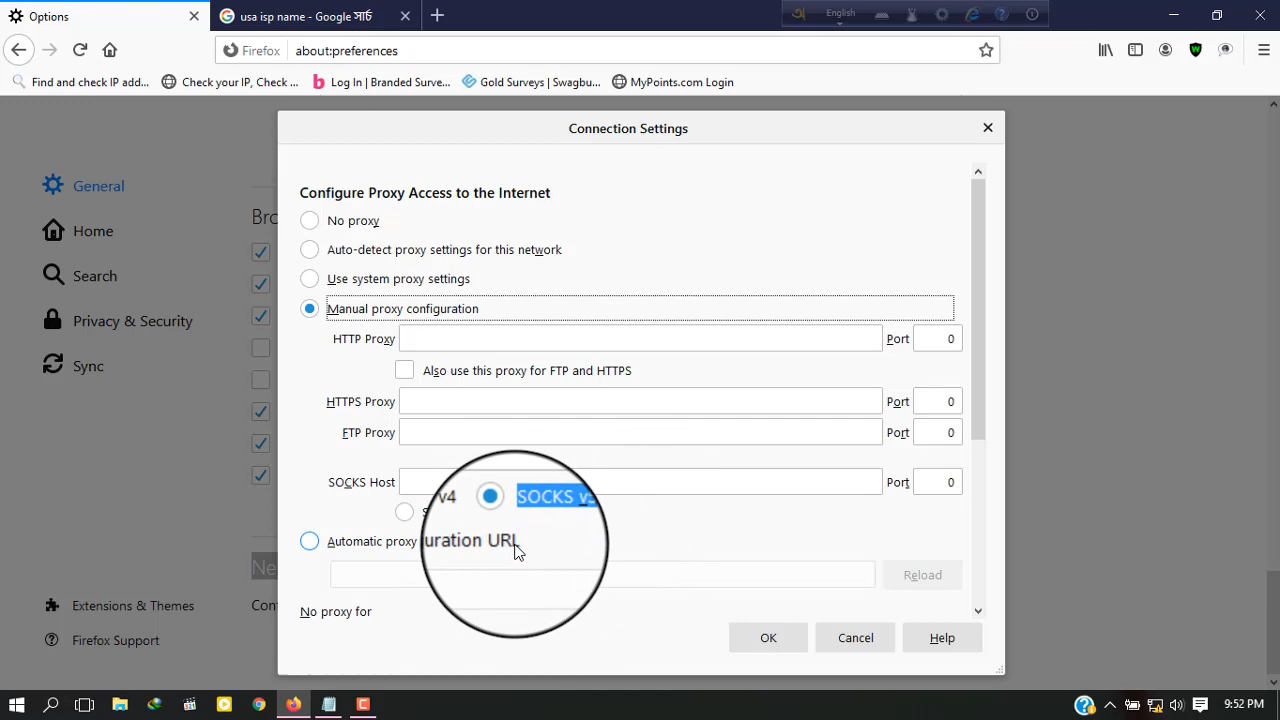 Options
usa isp name - Google সার্চ
English
Firefox
about:preferences
Find and check IP add...
Check your IP, Check ...
Log In | Branded Surve...
Gold Surveys | Swagbu...
MyPoints.com Login
Connection Settings
General
Home
Search
Privacy & Security
Sync
Extensions & Themes
Firefox Support
Configure Proxy Access to the Internet
No proxy
Auto-detect proxy settings for this network
Use system proxy settings
Manual proxy configuration
HTTP Proxy
Port 0
Also use this proxy for FTP and HTTPS
HTTPS Proxy
Port 0
FTP Proxy
Port 0
SOCKS Host
Port 0
v4 SOCKS v5
Automatic proxy uration URL
Reload
No proxy for
OK
Cancel
Help
9:52 PM